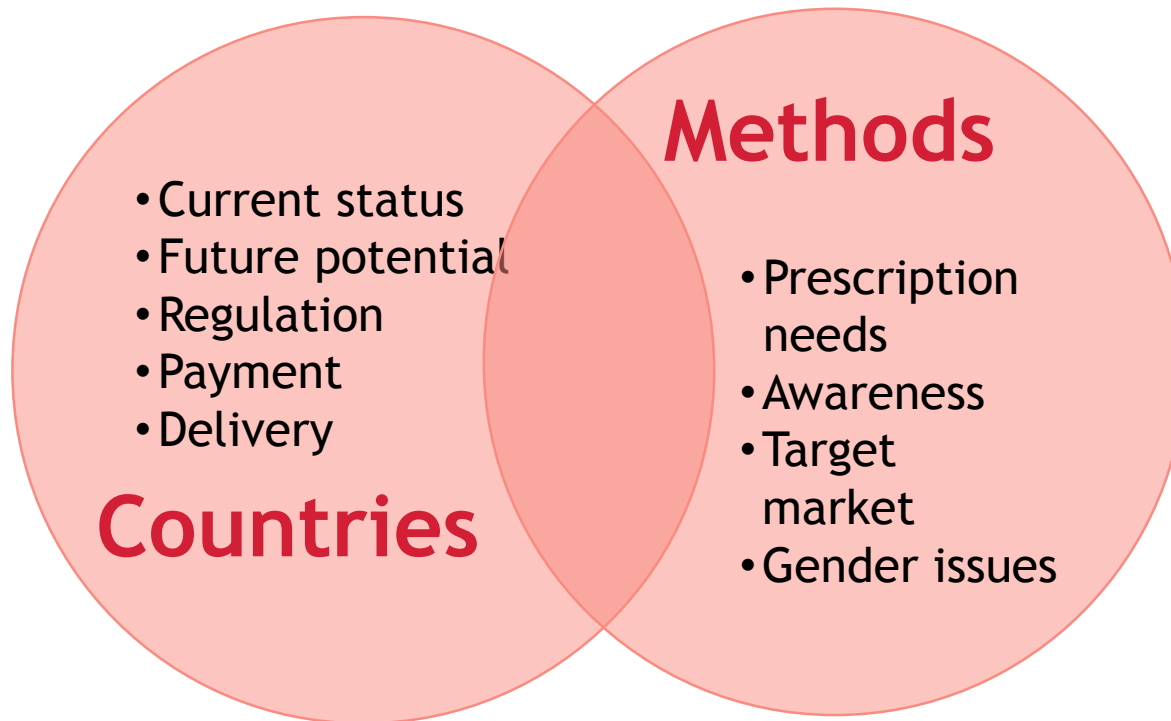 • Current status
• Future potential
• Regulation
• Payment
• Delivery
Countries
Methods
• Prescription
needs
• Awareness
• Target
market
• Gender issues